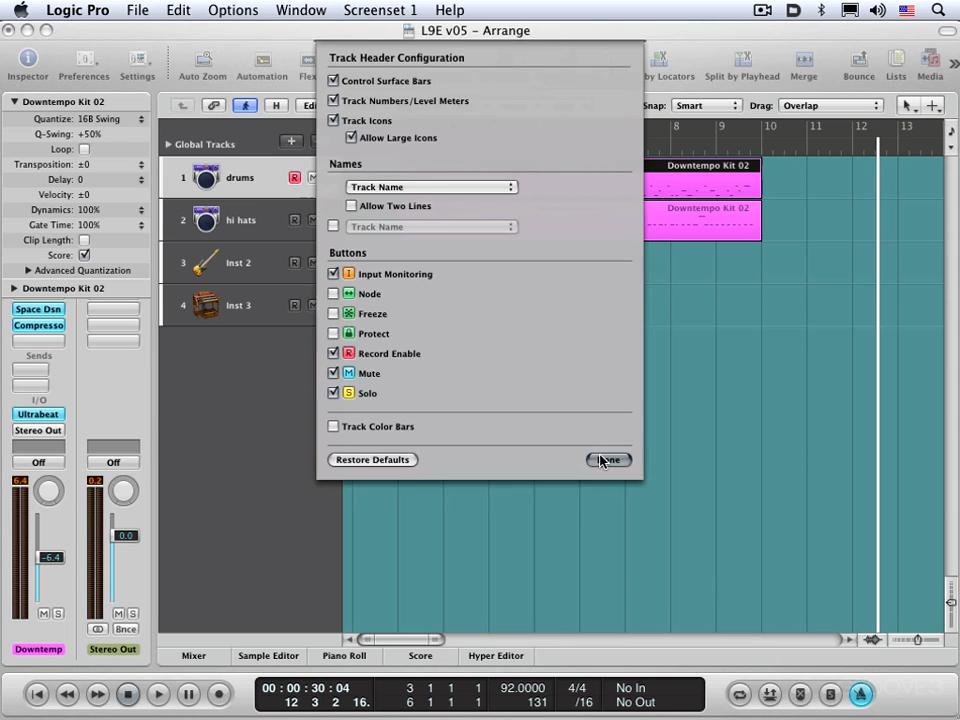 Logic Pro File Edit Options Window Screenset 1 Help
L9E v05 – Arrange
Inspector Preferences Settings Auto Zoom Automation by Locators Split by Playhead Merge Bounce Lists Media
Track Header Configuration
Control Surface Bars
Track Numbers/Level Meters
Track Icons
Allow Large Icons
Names
Track Name
Allow Two Lines
Track Name
Buttons
I Input Monitoring
Node
Freeze
Protect
R Record Enable
M Mute
S Solo
Track Color Bars
Restore Defaults
Downtempo Kit 02
Quantize: 16B Swing
Q-Swing: +50%
Loop:
Transposition: ±0
Delay: 0
Velocity: ±0
Dynamics: 100%
Gate Time: 100%
Clip Length:
Score:
Advanced Quantization
Downtempo Kit 02
Space Dsn
Compresso
Sends
I/O
Ultrabeat
Stereo Out
Off Off
6.4 0.2
0.0
-6.4
M S M S
Bnce
Downtemp Stereo Out
H Snap: Smart Drag: Overlap
Global Tracks
8 9 10 11 12 13
1 drums R
2 hi hats R
3 Inst 2 R
4 Inst 3 R
Downtempo Kit 02
Downtempo Kit 02
Mixer Sample Editor Piano Roll Score Hyper Editor
00 : 00 : 30 : 04 3 1 1 1 92.0000 4/4 No In
12 3 2 16. 6 1 1 1 131 /16 No Out
S